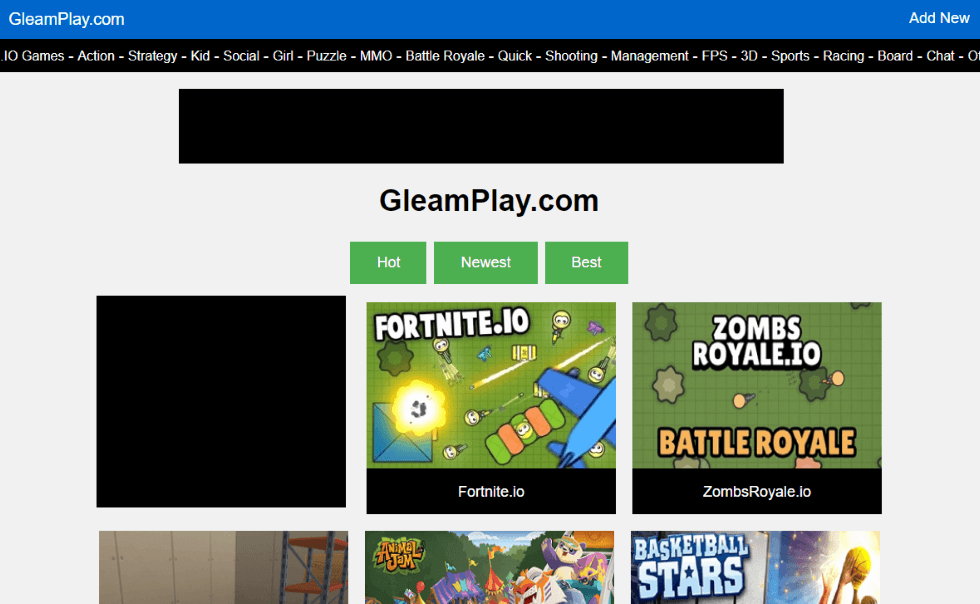 GleamPlay.com
Add New
.IO Games - Action - Strategy - Kid - Social - Girl - Puzzle - MMO - Battle Royale - Quick - Shooting - Management - FPS - 3D - Sports - Racing - Board - Chat -
GleamPlay.com
Hot
Newest
Best
FORTNITE.IO
ZOMBS
ROYALE.IO
BATTLE ROYALE
Fortnite.io
ZombsRoyale.io
ANIMAL
JAM
BASKETBALL
STARS